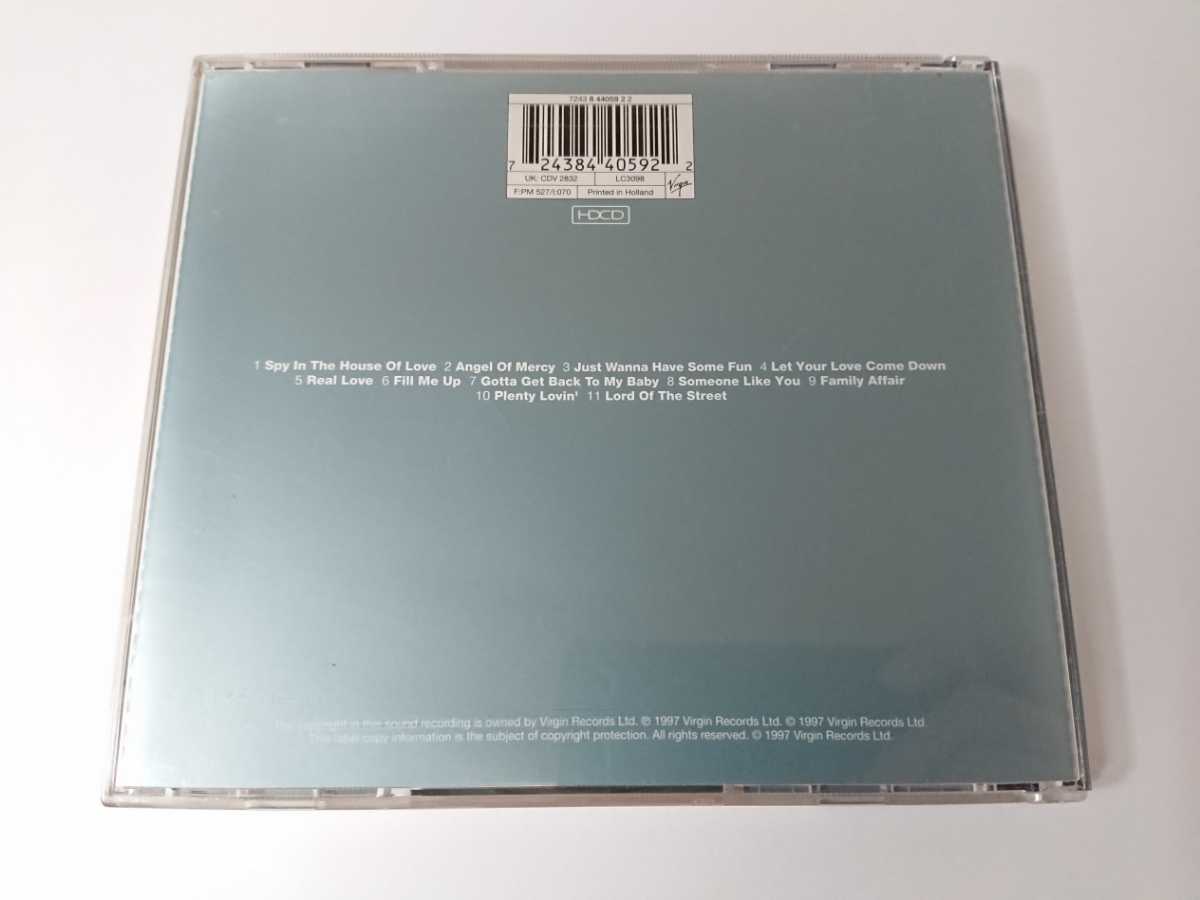 7243 8 44059 2 2
7 24384 40592 2
UK: CDV 2832 LC3098
F:PM 527/I:070 Printed in Holland Virgin
HDCD
1 Spy In The House Of Love 2 Angel Of Mercy 3 Just Wanna Have Some Fun 4 Let Your Love Come Down
5 Real Love 6 Fill Me Up 7 Gotta Get Back To My Baby 8 Someone Like You 9 Family Affair
10 Plenty Lovin' 11 Lord Of The Street
The copyright in this sound recording is owned by Virgin Records Ltd. ℗ 1997 Virgin Records Ltd. © 1997 Virgin Records Ltd.
This label copy information is the subject of copyright protection. All rights reserved. © 1997 Virgin Records Ltd.